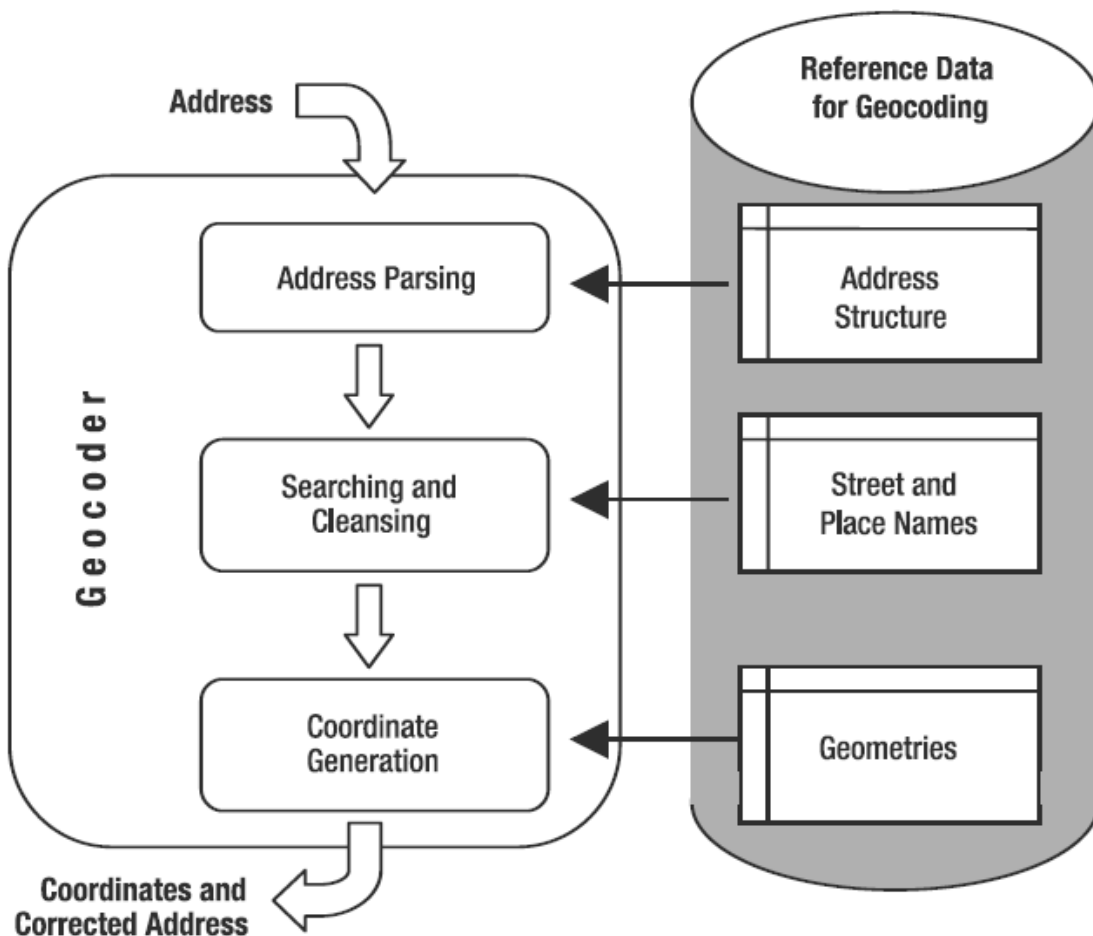 Address
Reference Data
for Geocoding
Geocoder
Address Parsing
Address
Structure
Searching and
Cleansing
Street and
Place Names
Coordinate
Generation
Geometries
Coordinates and
Corrected Address